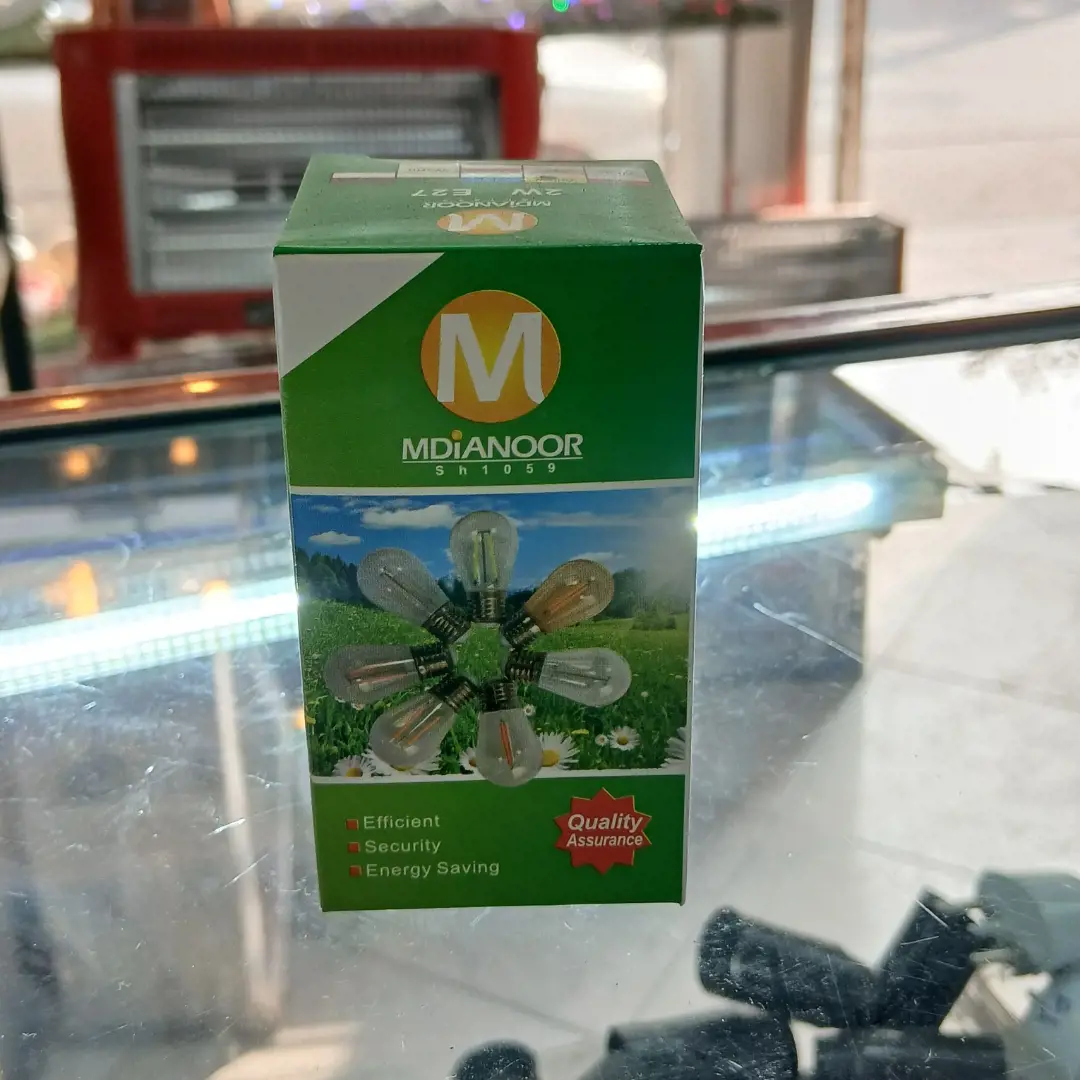 2W E27
MDiANOOR
M
M
MDiANOOR
Sh1059
Efficient
Security
Energy Saving
Quality
Assurance